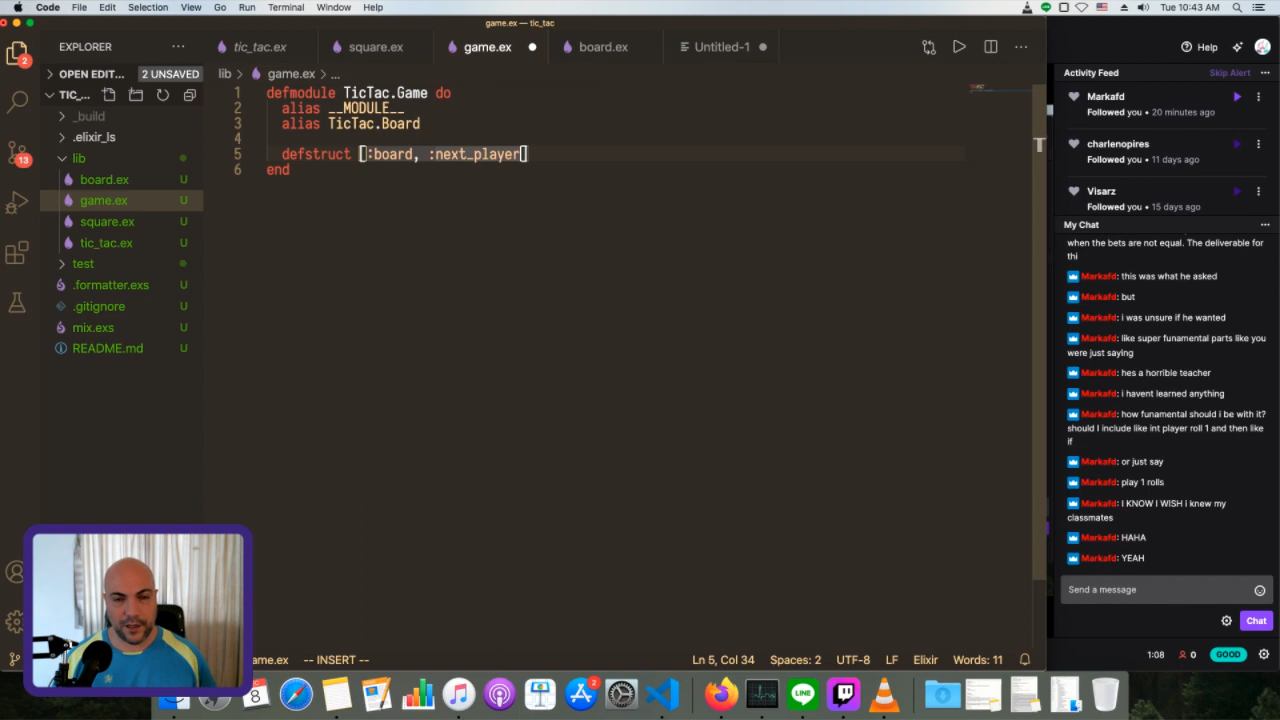 Code File Edit Selection View Go Run Terminal Window Help
Tue 10:43 AM
game.ex — tic_tac
EXPLORER
tic_tac.ex
square.ex
game.ex
board.ex
Untitled-1
OPEN EDIT... 2 UNSAVED
TIC_...
_build
.elixir_ls
lib
board.ex U
game.ex U
square.ex U
tic_tac.ex U
test
.formatter.exs U
.gitignore U
mix.exs U
README.md U
2
13
lib > game.ex > ...
1 defmodule TicTac.Game do
2 alias __MODULE__
3 alias TicTac.Board
4
5 defstruct [:board, :next_player]
6 end
-- INSERT --
Ln 5, Col 34 Spaces: 2 UTF-8 LF Elixir Words: 11
Help
Activity Feed Skip Alert
Markafd
Followed you • 20 minutes ago
charlenopires
Followed you • 11 days ago
Visarz
Followed you • 15 days ago
My Chat
when the bets are not equal. The deliverable for
thi
Markafd: this was what he asked
Markafd: but
Markafd: i was unsure if he wanted
Markafd: like super funamental parts like you
were just saying
Markafd: hes a horrible teacher
Markafd: i havent learned anything
Markafd: how funamental should i be with it?
should I include like int player roll 1 and then like
if
Markafd: or just say
Markafd: play 1 rolls
Markafd: I KNOW I WISH i knew my
classmates
Markafd: HAHA
Markafd: YEAH
Send a message
Chat
1:08 0 GOOD
8
2
LINE